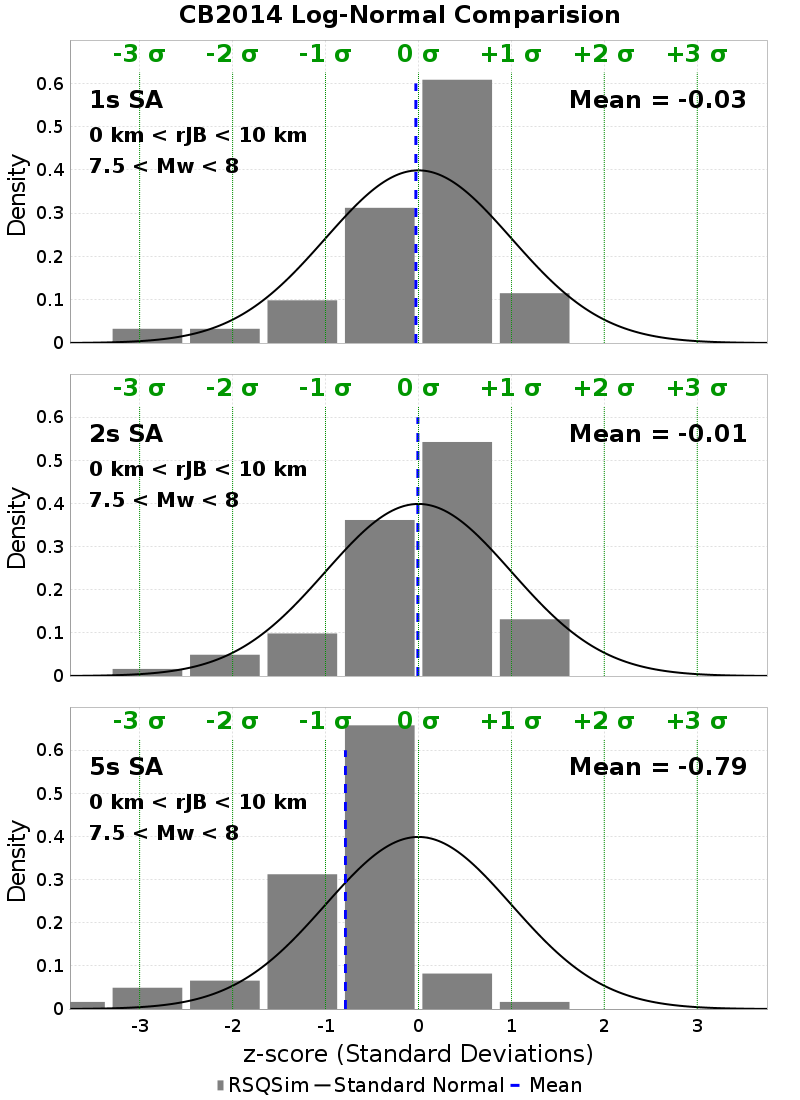 CB2014 Log-Normal Comparision
-3 σ -2 σ -1 σ 0 σ +1 σ +2 σ +3 σ
1s SA
Mean = -0.03
0 km < rJB < 10 km
7.5 < Mw < 8
0.6
0.5
0.4
0.3
0.2
0.1
0
Density
-3 σ -2 σ -1 σ 0 σ +1 σ +2 σ +3 σ
2s SA
Mean = -0.01
0 km < rJB < 10 km
7.5 < Mw < 8
0.6
0.5
0.4
0.3
0.2
0.1
0
Density
-3 σ -2 σ -1 σ 0 σ +1 σ +2 σ +3 σ
5s SA
Mean = -0.79
0 km < rJB < 10 km
7.5 < Mw < 8
0.6
0.5
0.4
0.3
0.2
0.1
0
Density
-3 -2 -1 0 1 2 3
z-score (Standard Deviations)
RSQSim Standard Normal Mean